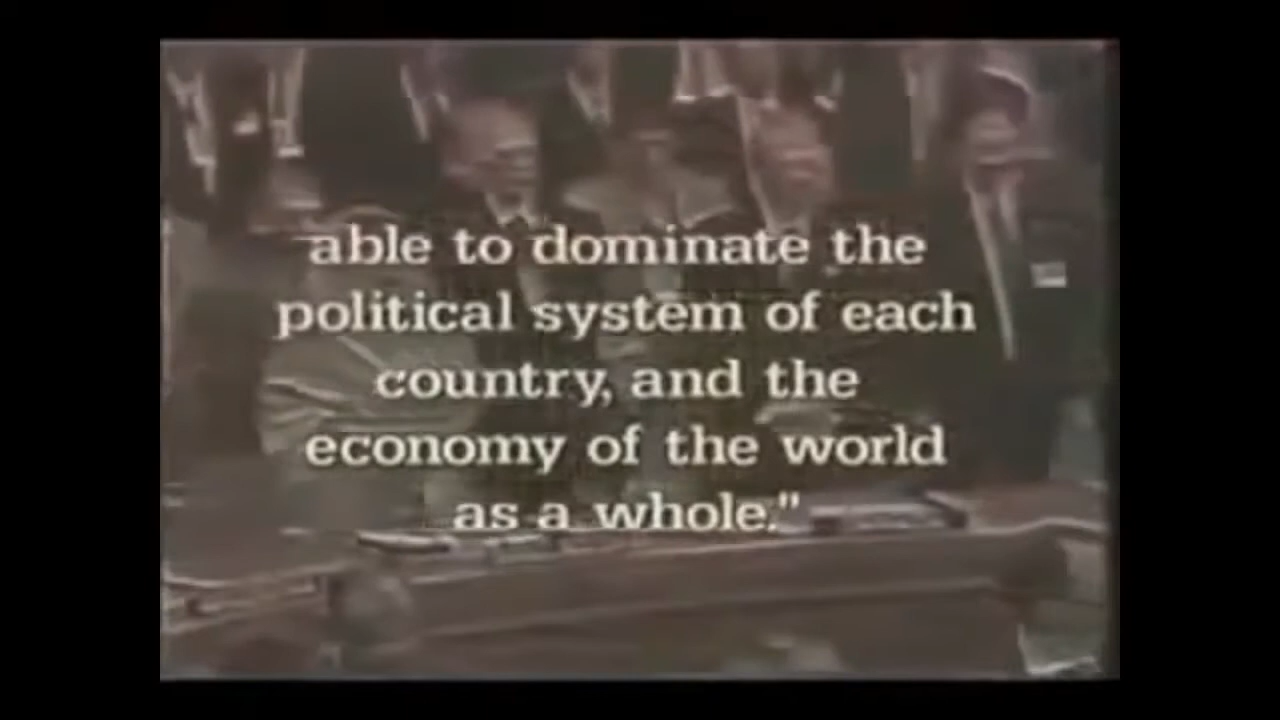 able to dominate the
political system of each
country, and the
economy of the world
as a whole."